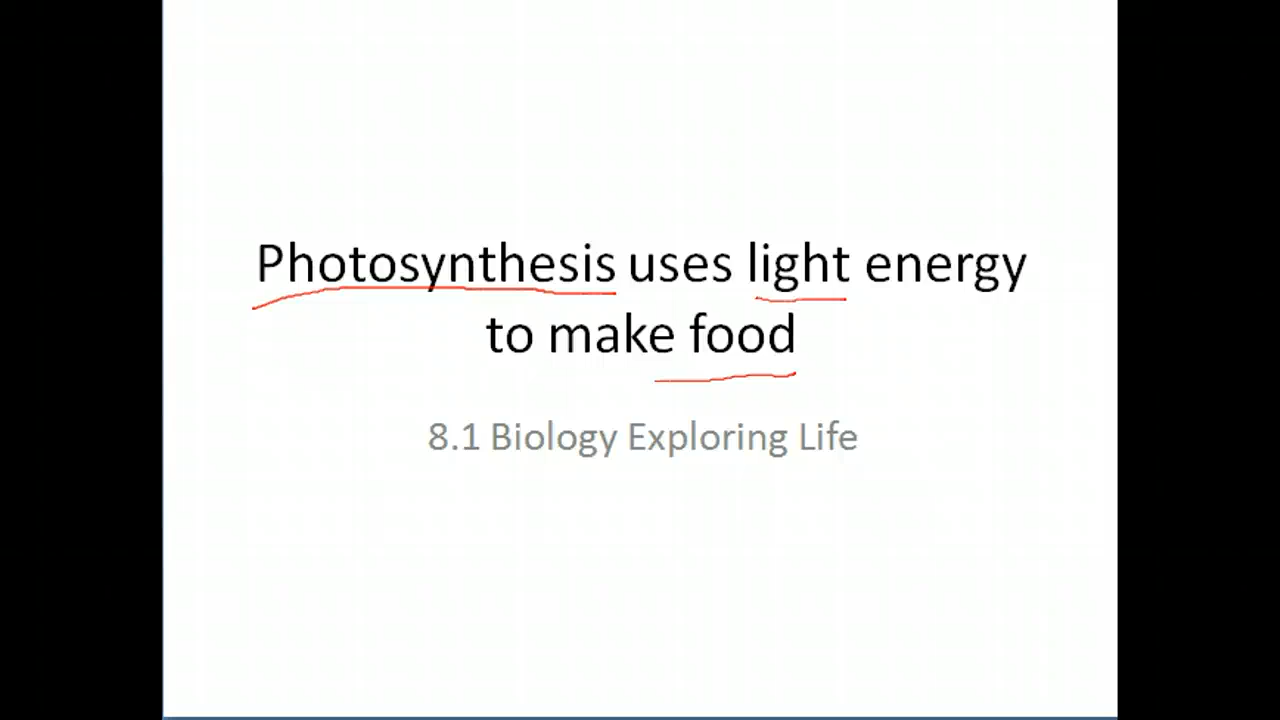 Photosynthesis uses light energy
to make food
8.1 Biology Exploring Life